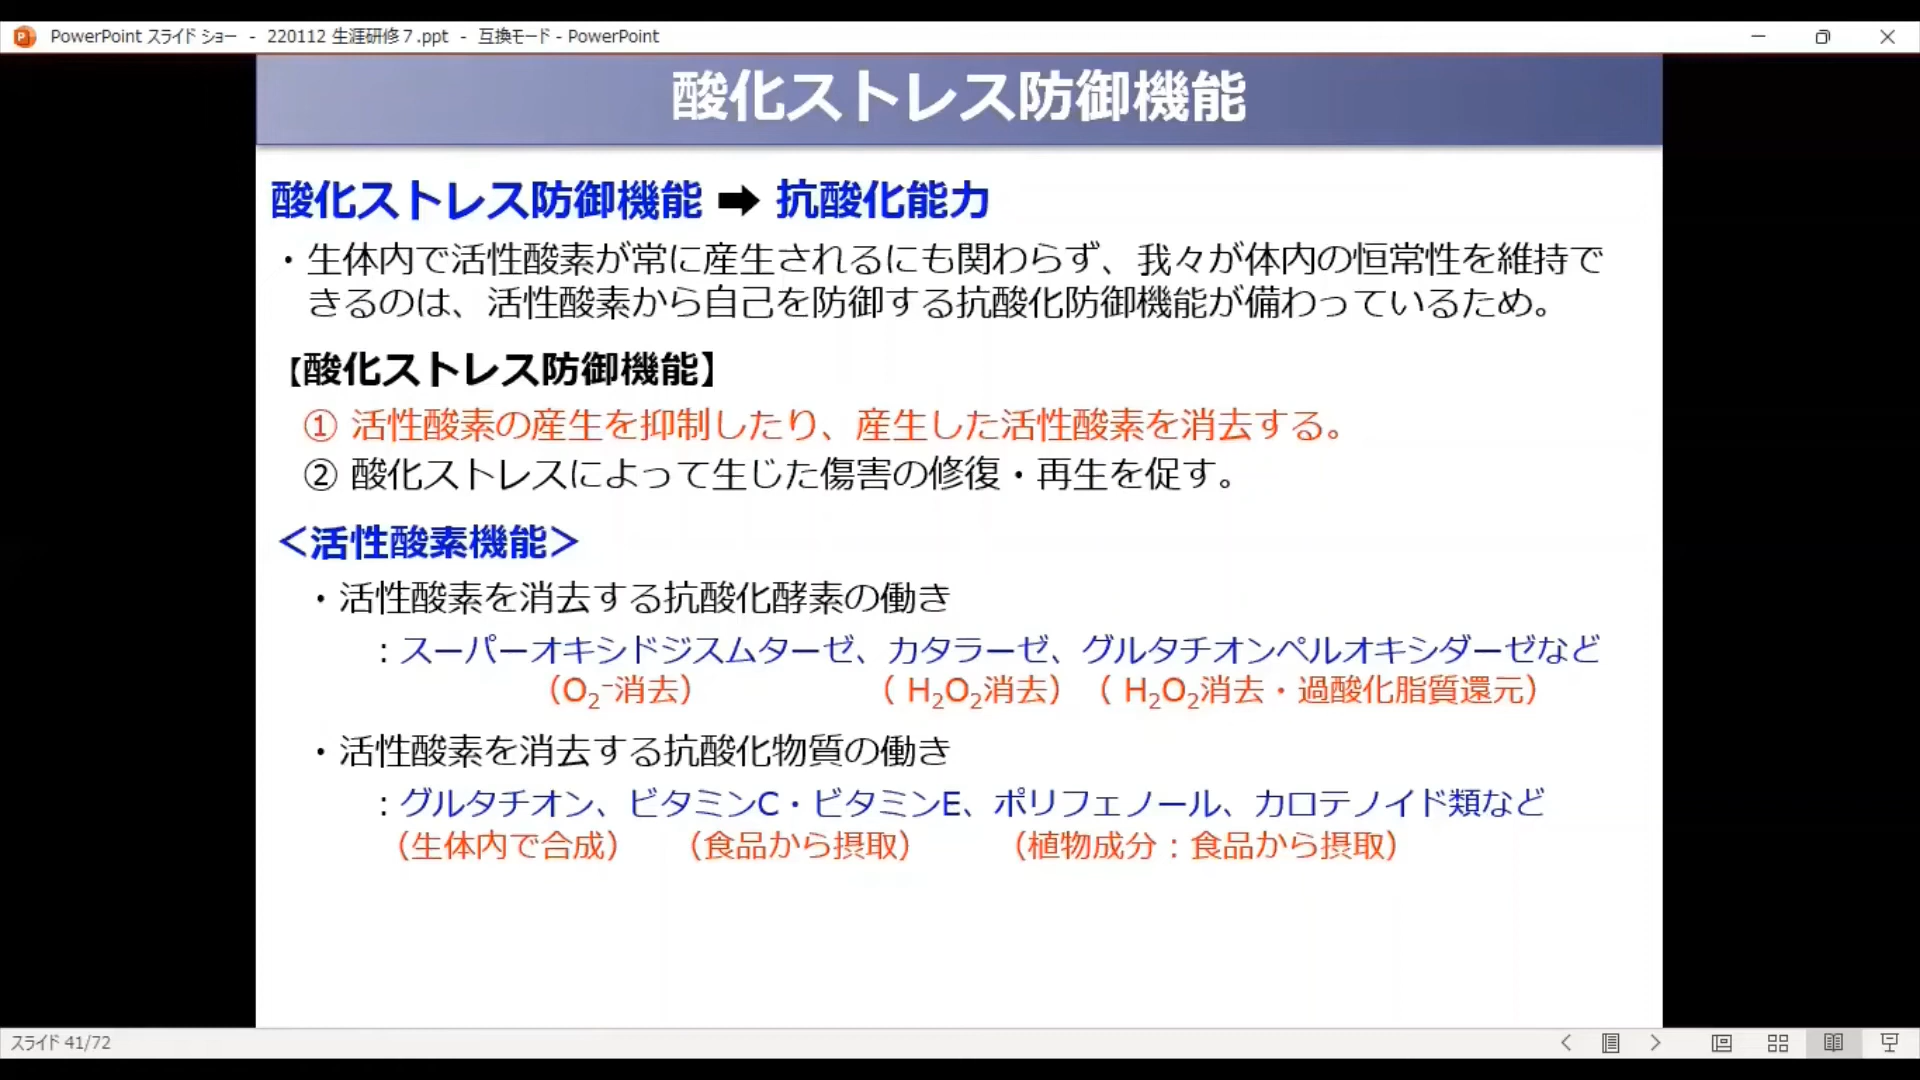 PowerPoint スライド ショー - 220112 生涯研修７.ppt - 互換モード - PowerPoint
酸化ストレス防御機能
酸化ストレス防御機能 ➡ 抗酸化能力
・生体内で活性酸素が常に産生されるにも関わらず、我々が体内の恒常性を維持で
きるのは、活性酸素から自己を防御する抗酸化防御機能が備わっているため。
【酸化ストレス防御機能】
① 活性酸素の産生を抑制したり、産生した活性酸素を消去する。
② 酸化ストレスによって生じた傷害の修復・再生を促す。
＜活性酸素機能＞
・活性酸素を消去する抗酸化酵素の働き
：スーパーオキシドジスムターゼ、カタラーゼ、グルタチオンペルオキシダーゼなど
（O₂⁻消去） （ H₂O₂消去）（ H₂O₂消去・過酸化脂質還元）
・活性酸素を消去する抗酸化物質の働き
：グルタチオン、ビタミンC・ビタミンE、ポリフェノール、カロテノイド類など
（生体内で合成） （食品から摂取） （植物成分：食品から摂取）
スライド 41/72